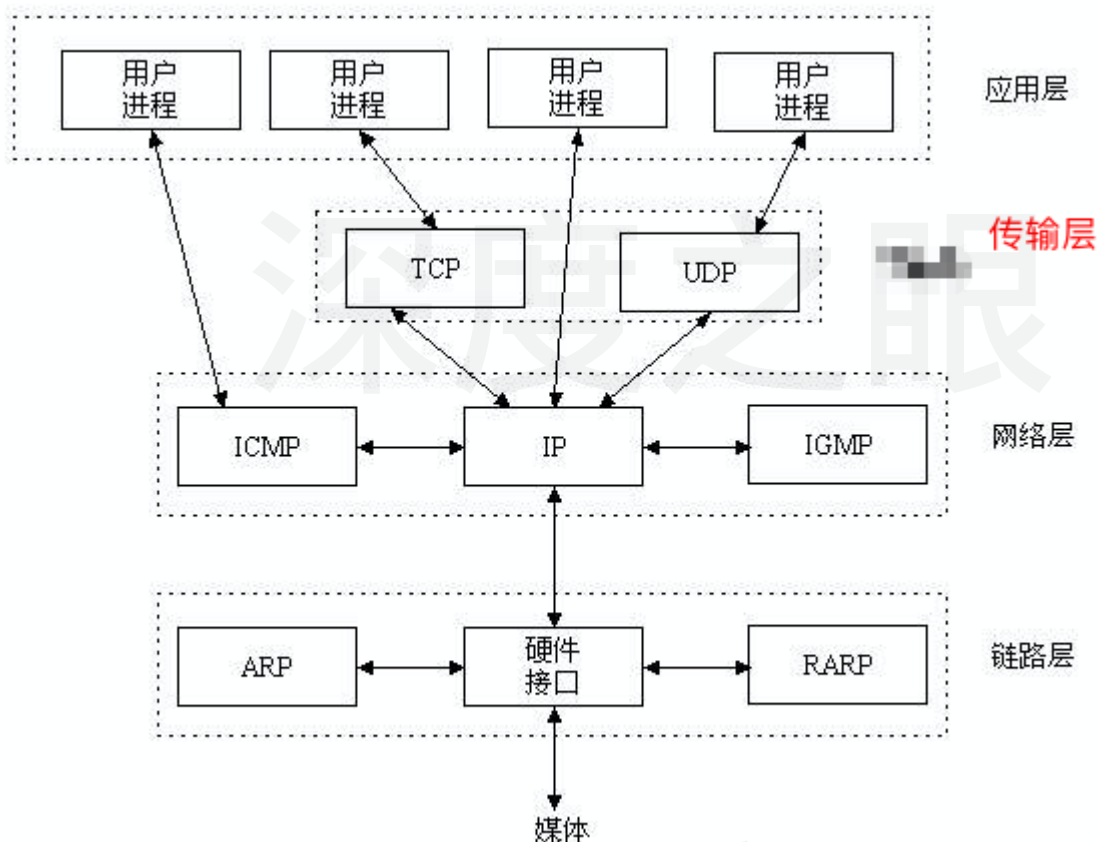 用户
进程
用户
进程
用户
进程
用户
进程
应用层
传输层
TCP
UDP
深度之眼
ICMP
IP
IGMP
网络层
ARP
硬件
接口
RARP
链路层
媒体